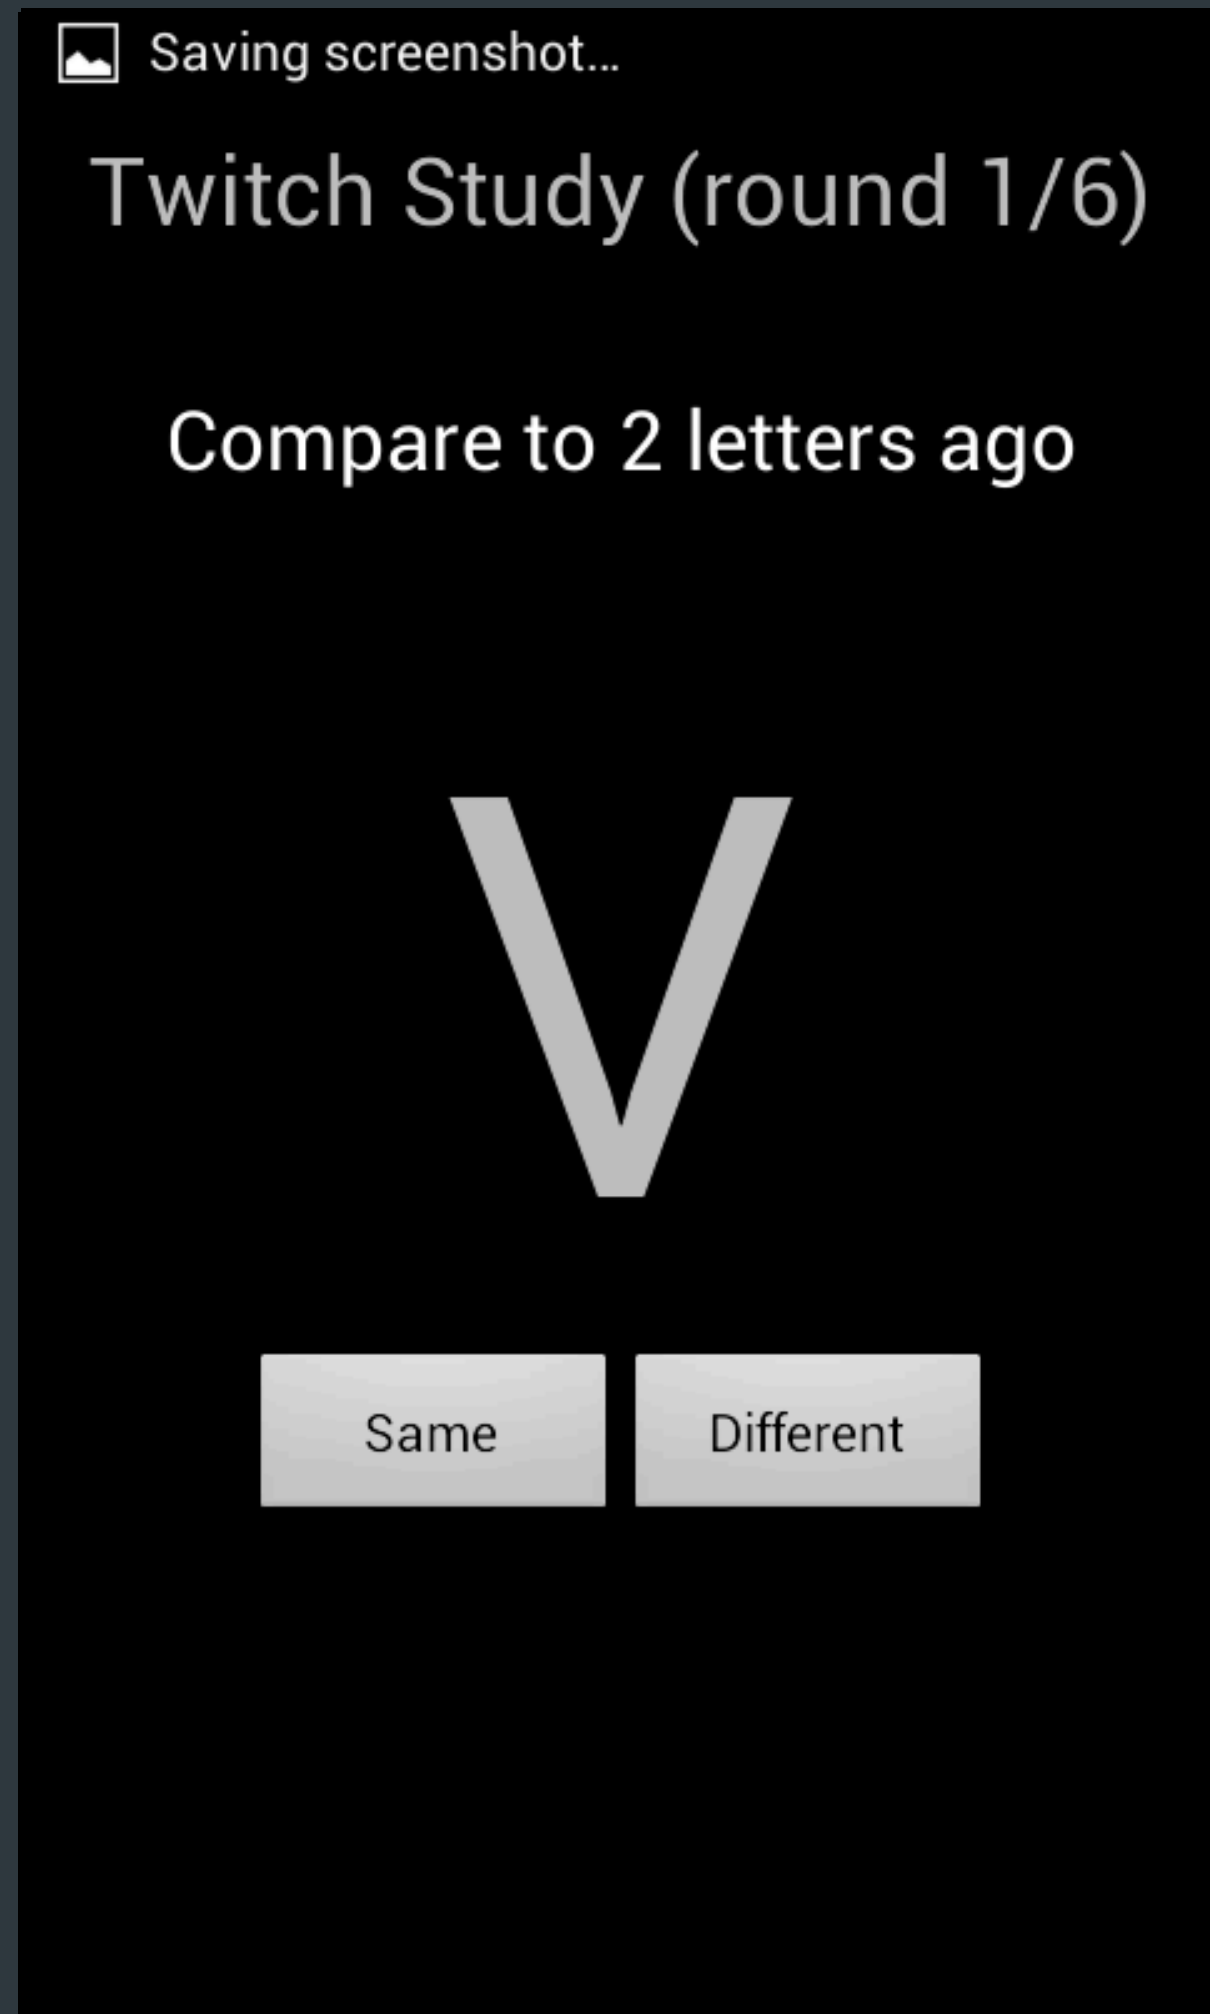 Saving screenshot...
Twitch Study (round 1/6)
Compare to 2 letters ago
V
Same
Different